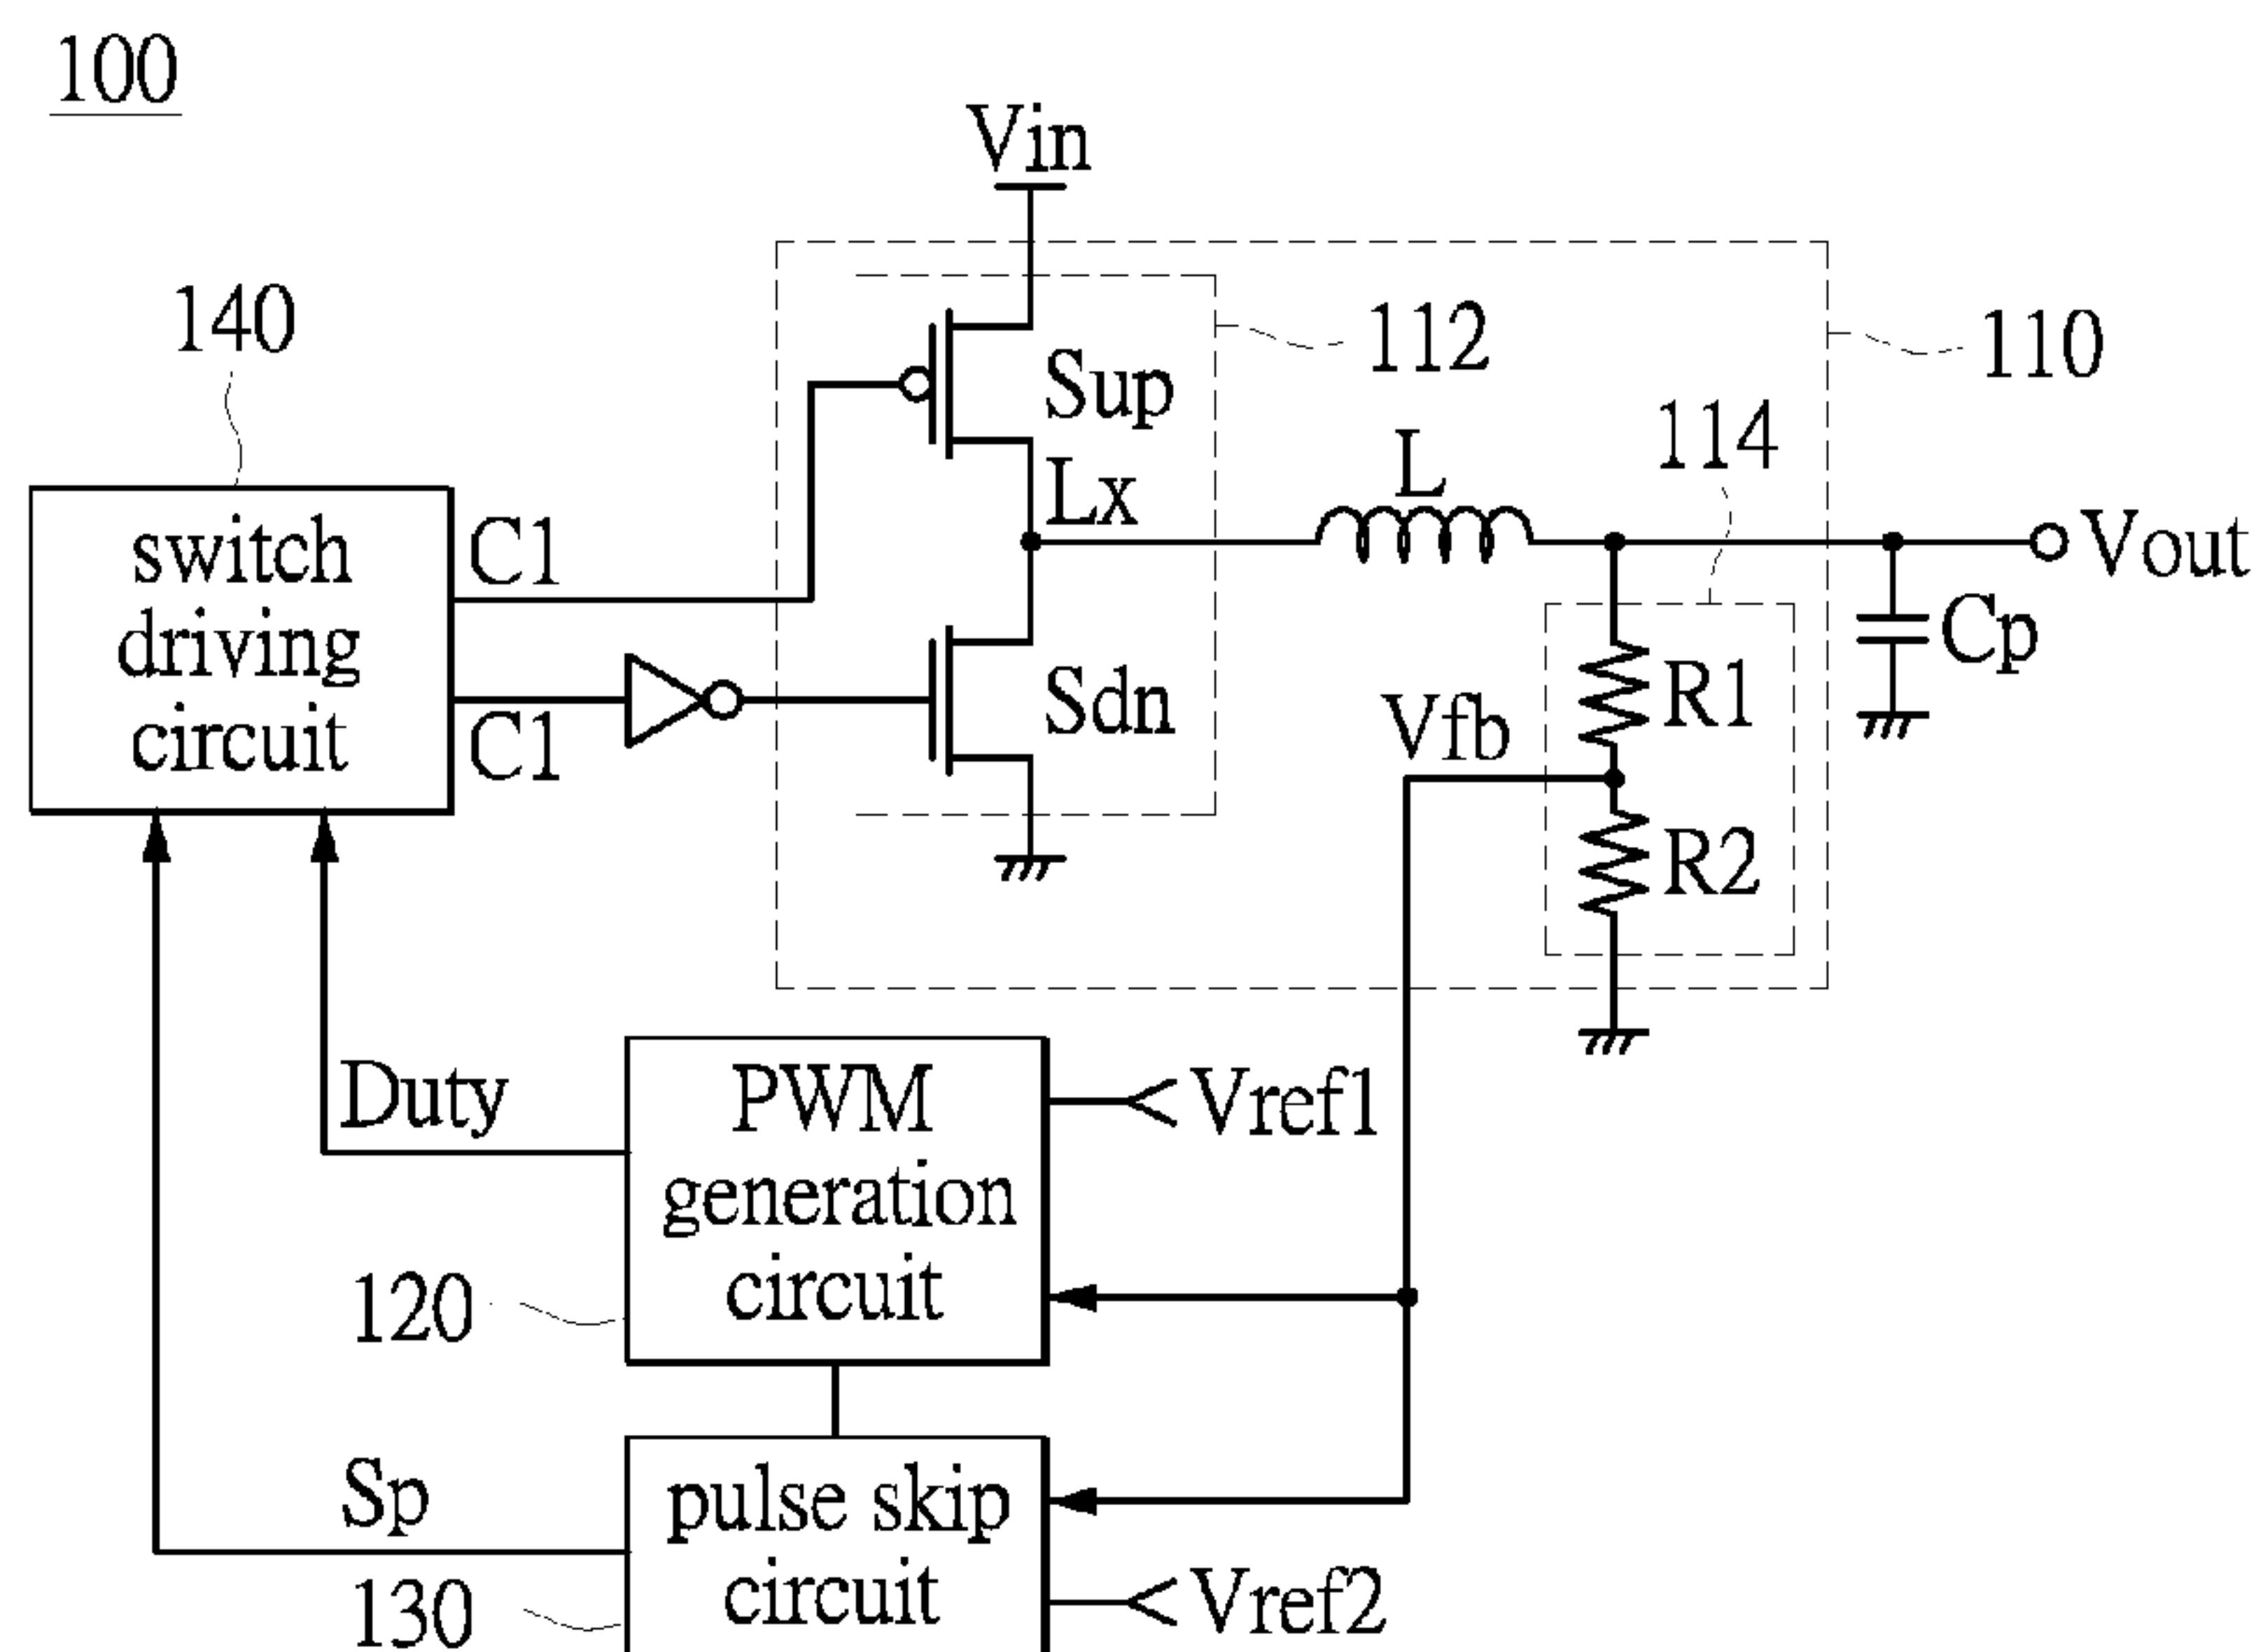 100
Vin
140
112
110
Sup
114
Lx
L
switch
driving
circuit
C1
C1
Vout
Cp
Sdn
Vfb
R1
R2
Duty
PWM
generation
circuit
Vref1
120
Sp
pulse skip
circuit
130
Vref2